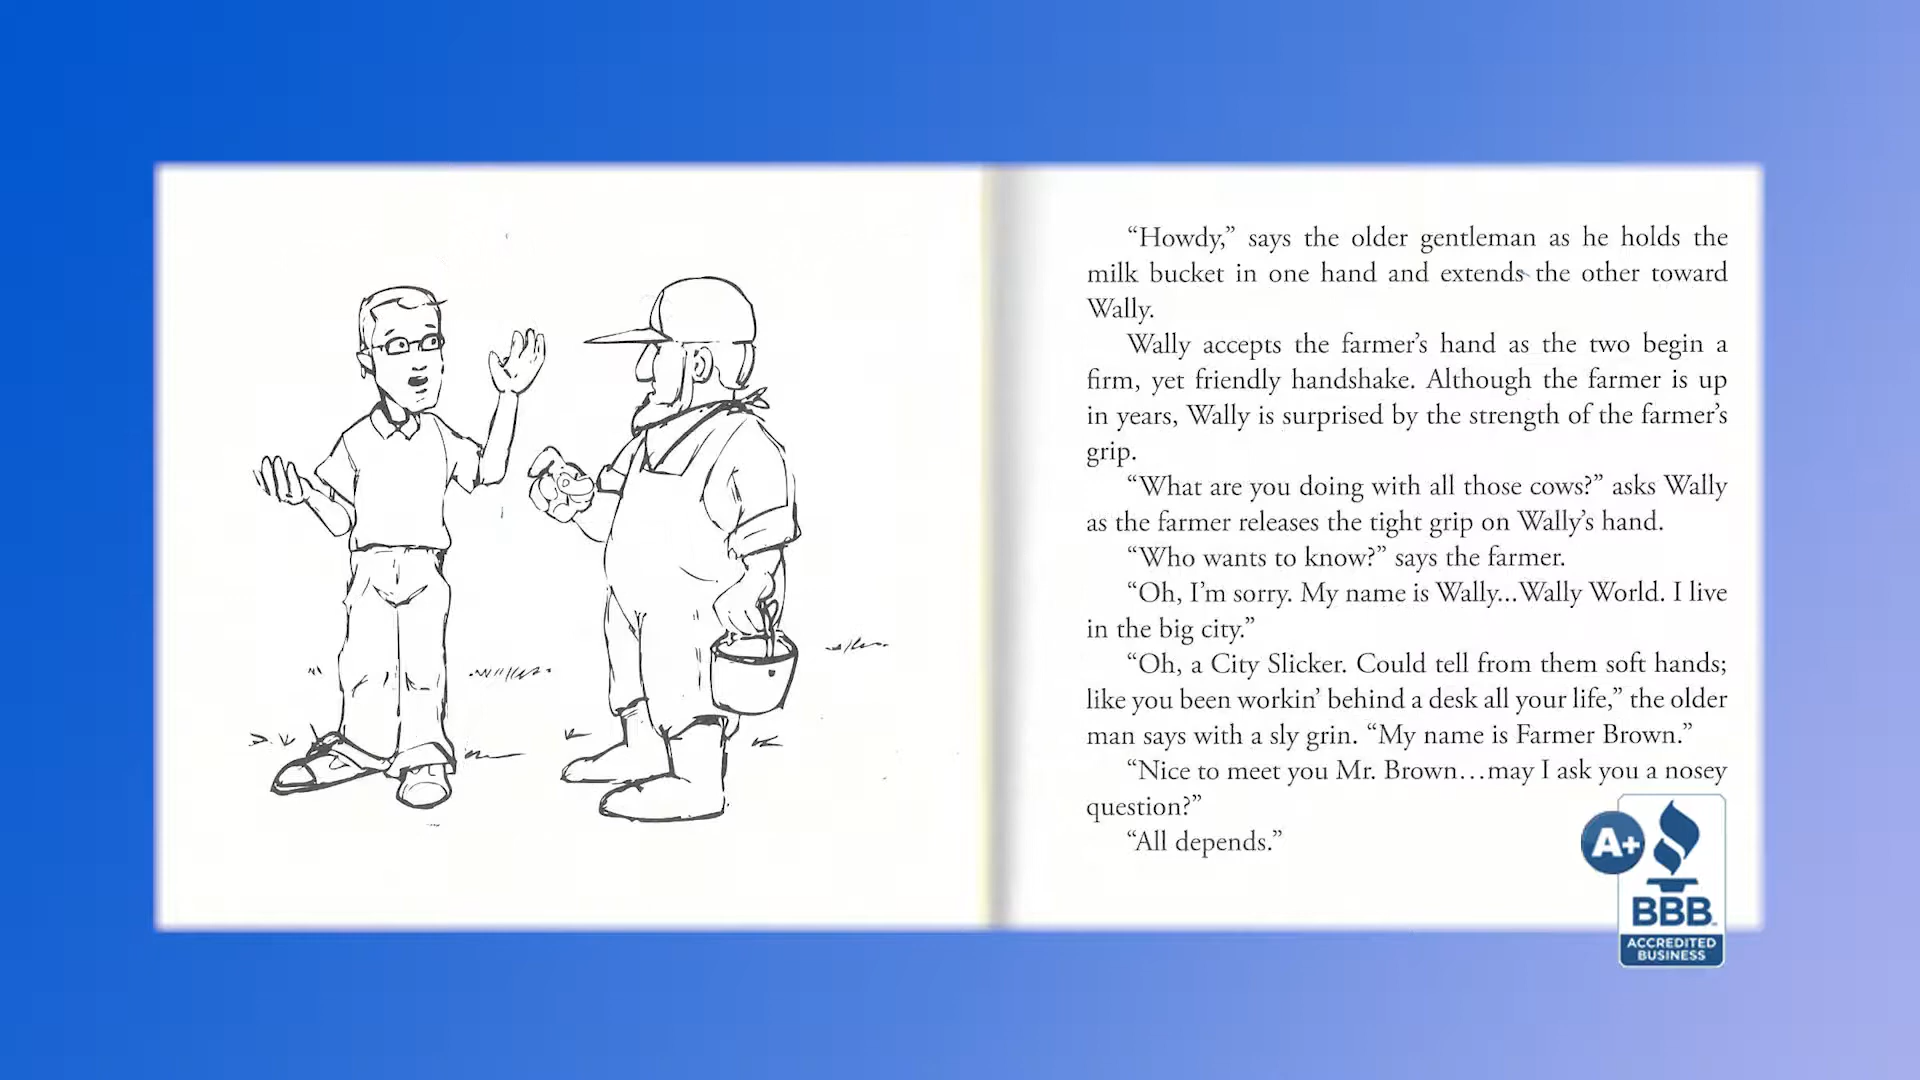 “Howdy,” says the older gentleman as he holds the
milk bucket in one hand and extends the other toward
Wally.
Wally accepts the farmer’s hand as the two begin a
firm, yet friendly handshake. Although the farmer is up
in years, Wally is surprised by the strength of the farmer’s
grip.
“What are you doing with all those cows?” asks Wally
as the farmer releases the tight grip on Wally’s hand.
“Who wants to know?” says the farmer.
“Oh, I’m sorry. My name is Wally...Wally World. I live
in the big city.”
“Oh, a City Slicker. Could tell from them soft hands;
like you been workin’ behind a desk all your life,” the older
man says with a sly grin. “My name is Farmer Brown.”
“Nice to meet you Mr. Brown…may I ask you a nosey
question?”
“All depends.”
A+
BBB
ACCREDITED
BUSINESS